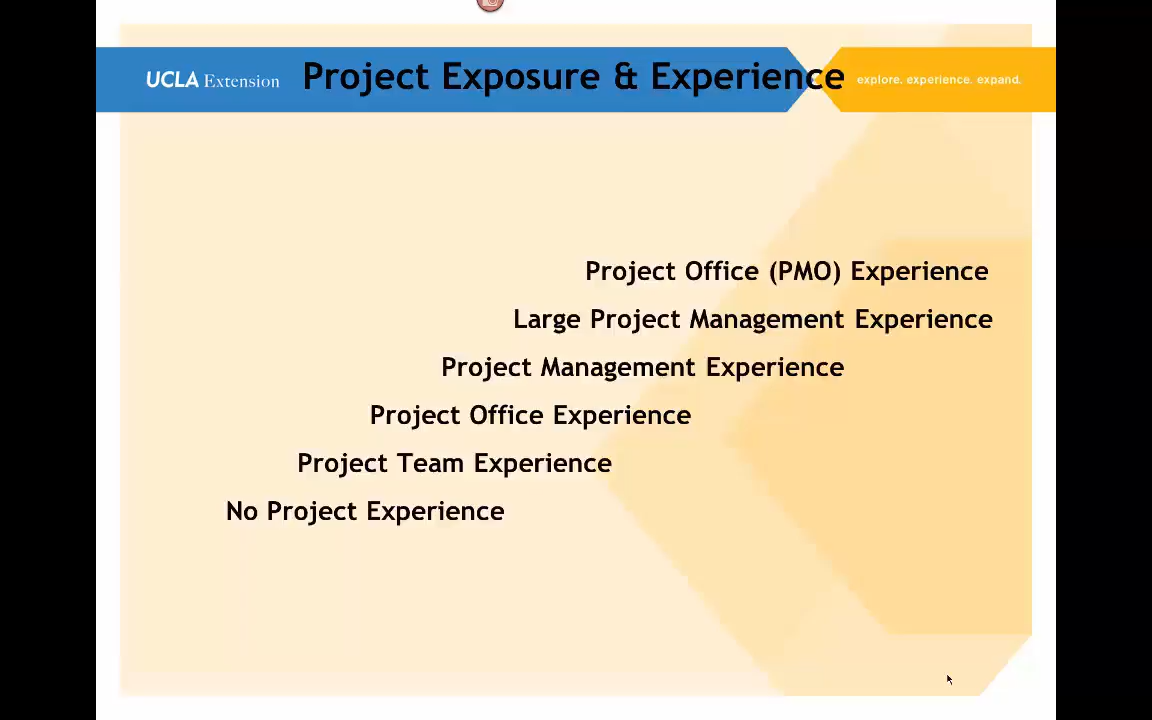 UCLA Extension Project Exposure & Experience explore. experience. expand.
Project Office (PMO) Experience
Large Project Management Experience
Project Management Experience
Project Office Experience
Project Team Experience
No Project Experience